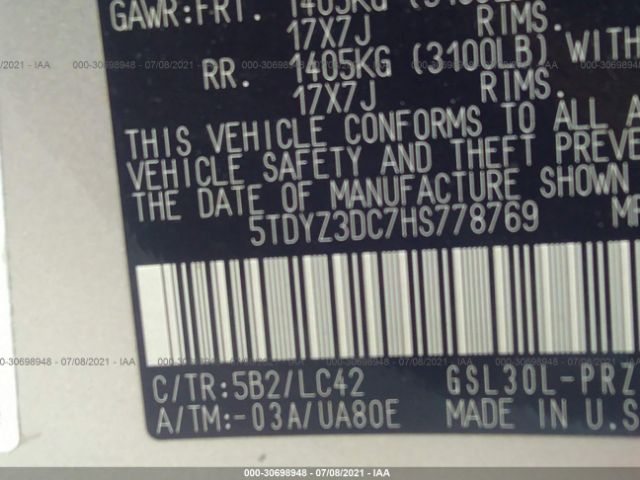 GAWR:FRT. 1405KG (3100LB)
17X7J RIMS.
RR. 1405KG (3100LB) WITH
17X7J RIMS.
THIS VEHICLE CONFORMS TO ALL A
VEHICLE SAFETY AND THEFT PREVE
THE DATE OF MANUFACTURE SHOWN
5TDYZ3DC7HS778769
C/TR:5B2/LC42 GSL30L-PRZ
A/TM:-03A/UA80E MADE IN U.S
000-30698948 - 07/08/2021 - IAA